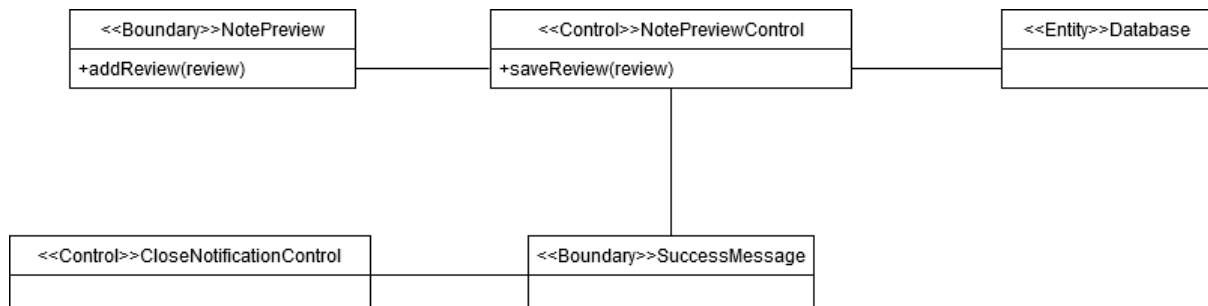 <<Boundary>>NotePreview
+addReview(review)
<<Control>>NotePreviewControl
+saveReview(review)
<<Entity>>Database
<<Control>>CloseNotificationControl
<<Boundary>>SuccessMessage